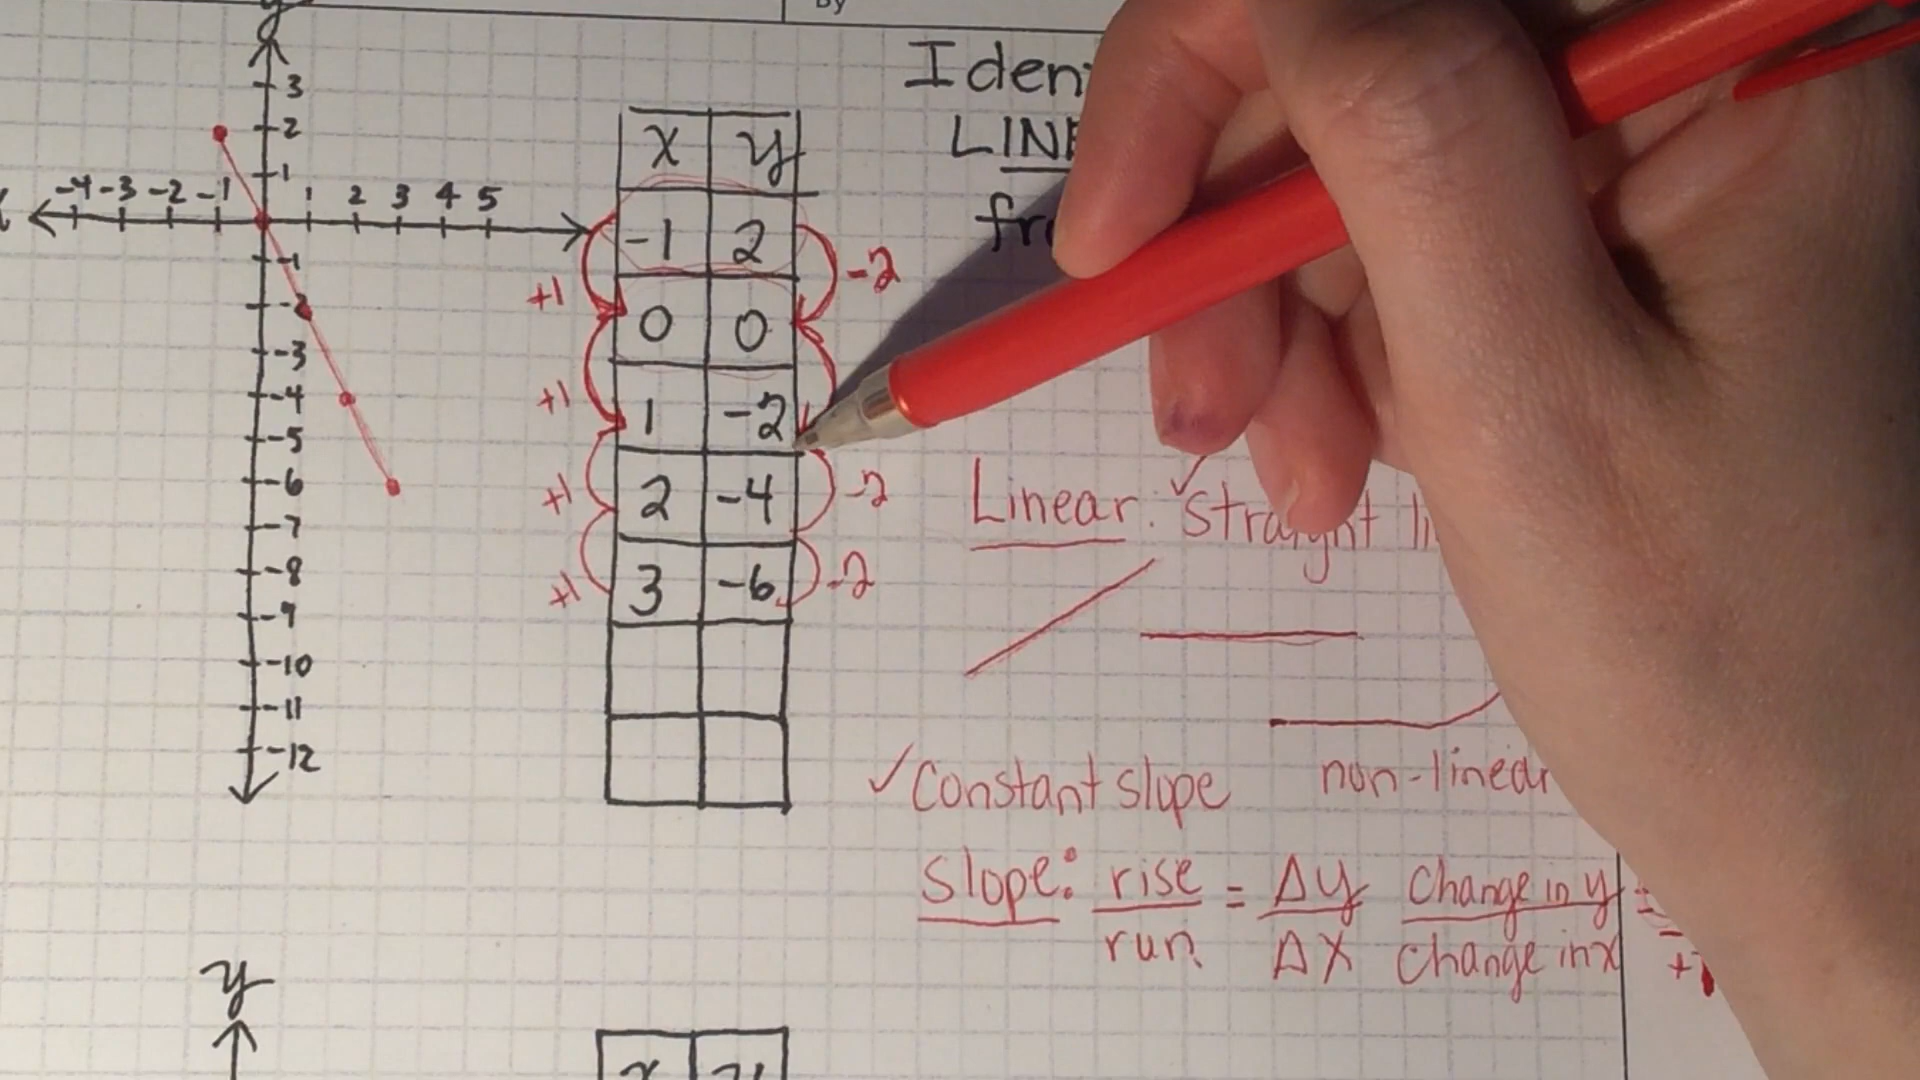 By
y
3
2
1
-4 -3 -2 -1 1 2 3 4 5
-1
-2
-3
-4
-5
-6
-7
-8
-9
-10
-11
-12
x y
-1 2
0 0
1 -2
2 -4
3 -6
+1
+1
+1
+1
-2
-2
-2
Linear: straight
non-linear
✓ Constant slope
Slope: rise = Δy Change in y =
run Δx Change in x
y
x y